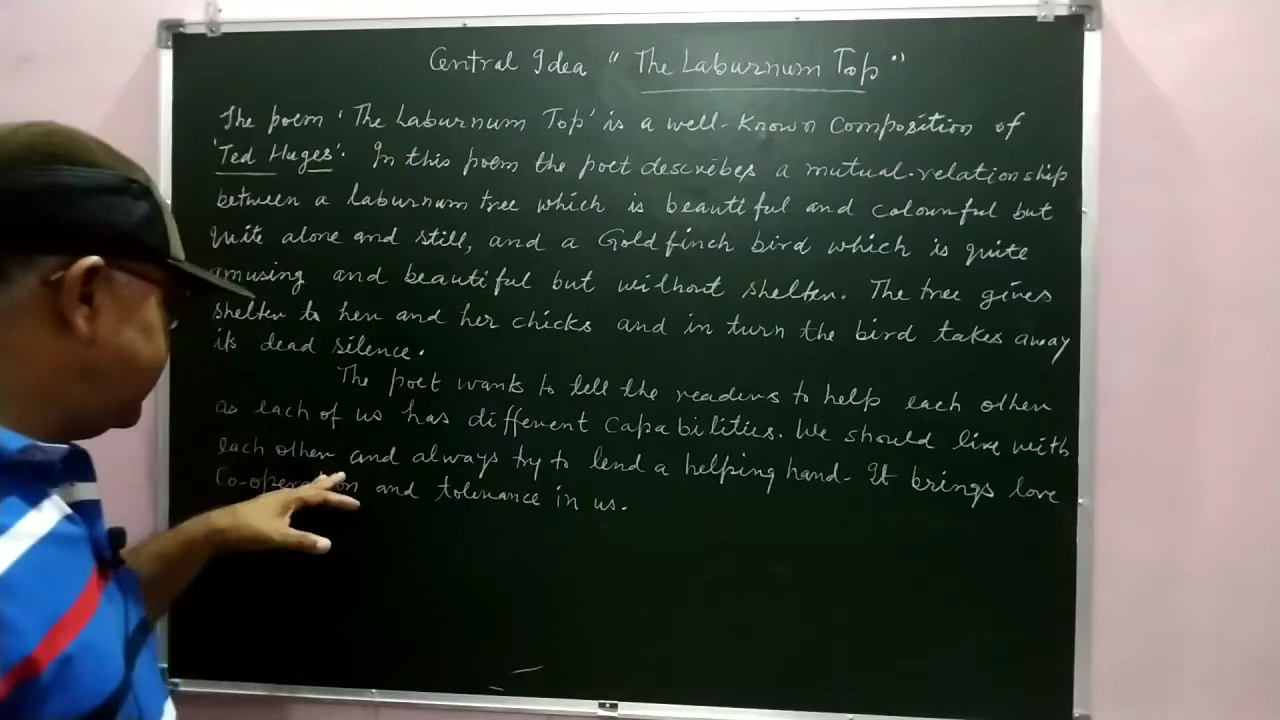 Central Idea "The Laburnum Top"
The poem 'The Laburnum Top' is a well-known composition of
'Ted Huges'. In this poem the poet describes a mutual-relationship
between a laburnum tree which is beautiful and colourful but
quite alone and still, and a Goldfinch bird which is quite
amusing and beautiful but without shelter. The tree gives
shelter to her and her chicks and in turn the bird takes away
its dead silence.
The poet wants to tell the readers to help each other
as each of us has different capabilities. We should live with
each other and always try to lend a helping hand. It brings love
Co-operation and tolerance in us.